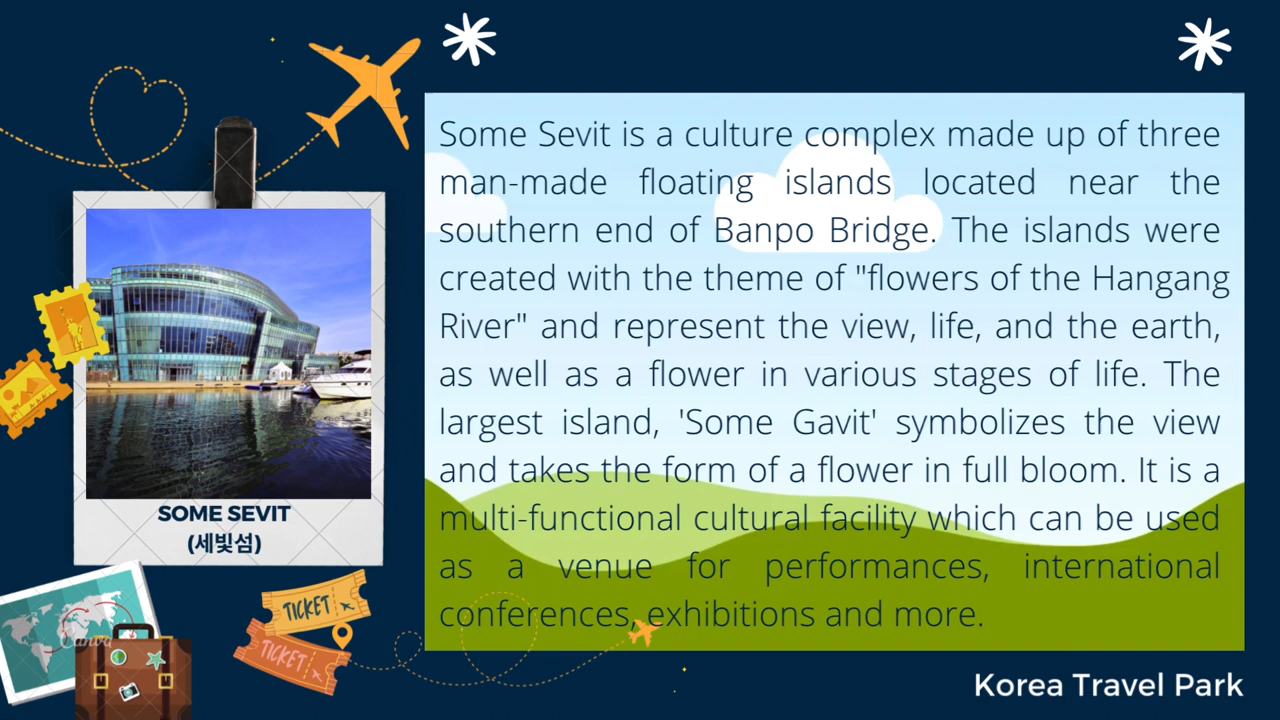 Some Sevit is a culture complex made up of three
man-made floating islands located near the
southern end of Banpo Bridge. The islands were
created with the theme of "flowers of the Hangang
River" and represent the view, life, and the earth,
as well as a flower in various stages of life. The
largest island, 'Some Gavit' symbolizes the view
and takes the form of a flower in full bloom. It is a
multi-functional cultural facility which can be used
as a venue for performances, international
conferences, exhibitions and more.
SOME SEVIT
(세빛섬)
TICKET
TICKET
Canva
Korea Travel Park